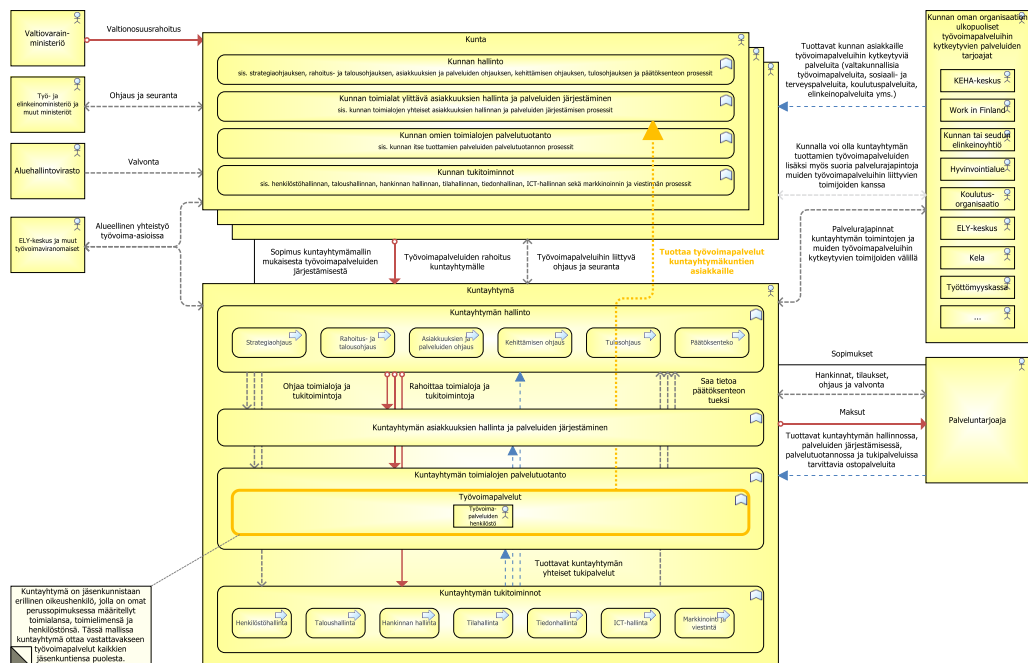 Valtiovarain-
ministeriö
Valtionosuusrahoitus
Työ- ja
elinkeinoministeriö ja
muut ministeriöt
Ohjaus ja seuranta
Aluehallintovirasto
Valvonta
ELY-keskus ja muut
työvoimaviranomaiset
Alueellinen yhteistyö
työvoima-asioissa
Kunta
Kunnan hallinto
sis. strategiaohjauksen, rahoitus- ja talousohjauksen, asiakkuuksien ja palveluiden ohjauksen, kehittämisen ohjauksen, tulosohjauksen ja päätöksenteon prosessit
Kunnan toimialat ylittävä asiakkuuksien hallinta ja palveluiden järjestäminen
sis. kunnan toimialojen yhteiset asiakkuuksien hallinnan ja palveluiden järjestämisen prosessit
Kunnan omien toimialojen palvelutuotanto
sis. kunnan itse tuottamien palveluiden palvelutuotannon prosessit
Kunnan tukitoiminnot
sis. henkilöstöhallinnan, taloushallinnan, hankinnan hallinnan, tilahallinnan, tiedonhallinan, ICT-hallinnan sekä markkinoinnin ja viestinnän prosessit
Tuottavat kunnan asiakkaille
työvoimapalveluihin kytkeytyviä
palveluita (valtakunnallisia
työvoimapalveluita, sosiaali- ja
terveyspalveluita, koulutuspalveluita,
elinkeinopalveluita yms.)
Kunnalla voi olla kuntayhtymän
tuottamien työvoimapalveluiden
lisäksi myös suoria palvelurajapintoja
muiden työvoimapalveluihin liittyvien
toimijoiden kanssa
Palvelurajapinnat
kuntayhtymän toimintojen ja
muiden työvoimapalveluihin
kytkeytyvien toimijoiden välillä
Kunnan oman organisaation
ulkopuoliset
työvoimapalveluihin
kytkeytyvien palveluiden
tarjoajat
KEHA-keskus
Work in Finland
Kunnan tai seudun
elinkeinoyhtiö
Hyvinvointialue
Koulutus-
organisaatio
ELY-keskus
Kela
Työttömyyskassa
...
Sopimus kuntayhtymämallin
mukaisesta työvoimapalveluiden
järjestämisestä
Työvoimapalveluiden rahoitus
kuntayhtymälle
Työvoimapalveluihin liittyvä
ohjaus ja seuranta
Tuottaa työvoimapalvelut
kuntayhtymäkuntien
asiakkaille
Kuntayhtymä
Kuntayhtymän hallinto
Strategiaohjaus
Rahoitus- ja
talousohjaus
Asiakkuuksien ja
palveluiden ohjaus
Kehittämisen ohjaus
Tulosohjaus
Päätöksenteko
Ohjaa toimialoja ja
tukitoimintoja
Rahoittaa toimialoja ja
tukitoimintoja
Saa tietoa
päätöksenteon
tueksi
Kuntayhtymän asiakkuuksien hallinta ja palveluiden järjestäminen
Kuntayhtymän toimialojen palvelutuotanto
Työvoimapalvelut
Työvoima-
palveluiden
henkilöstö
Tuottavat kuntayhtymän
yhteiset tukipalvelut
Kuntayhtymän tukitoiminnot
Henkilöstöhallinta
Taloushallinta
Hankinnan hallinta
Tilahallinta
Tiedonhallinta
ICT-hallinta
Markkinointi ja
viestintä
Sopimukset
Hankinnat, tilaukset,
ohjaus ja valvonta
Maksut
Tuottavat kuntayhtymän hallinnossa,
palveluiden järjestämisessä,
palvelutuotannossa ja tukipalveluissa
tarvittavia ostopalveluita
Palveluntarjoaja
Kuntayhtymä on jäsenkunnistaan
erillinen oikeushenkilö, jolla on omat
perussopimuksessa määritellyt
toimialansa, toimielimensä ja
henkilöstönsä. Tässä mallissa
kuntayhtymä ottaa vastattavakseen
työvoimapalvelut kaikkien
jäsenkuntiensa puolesta.